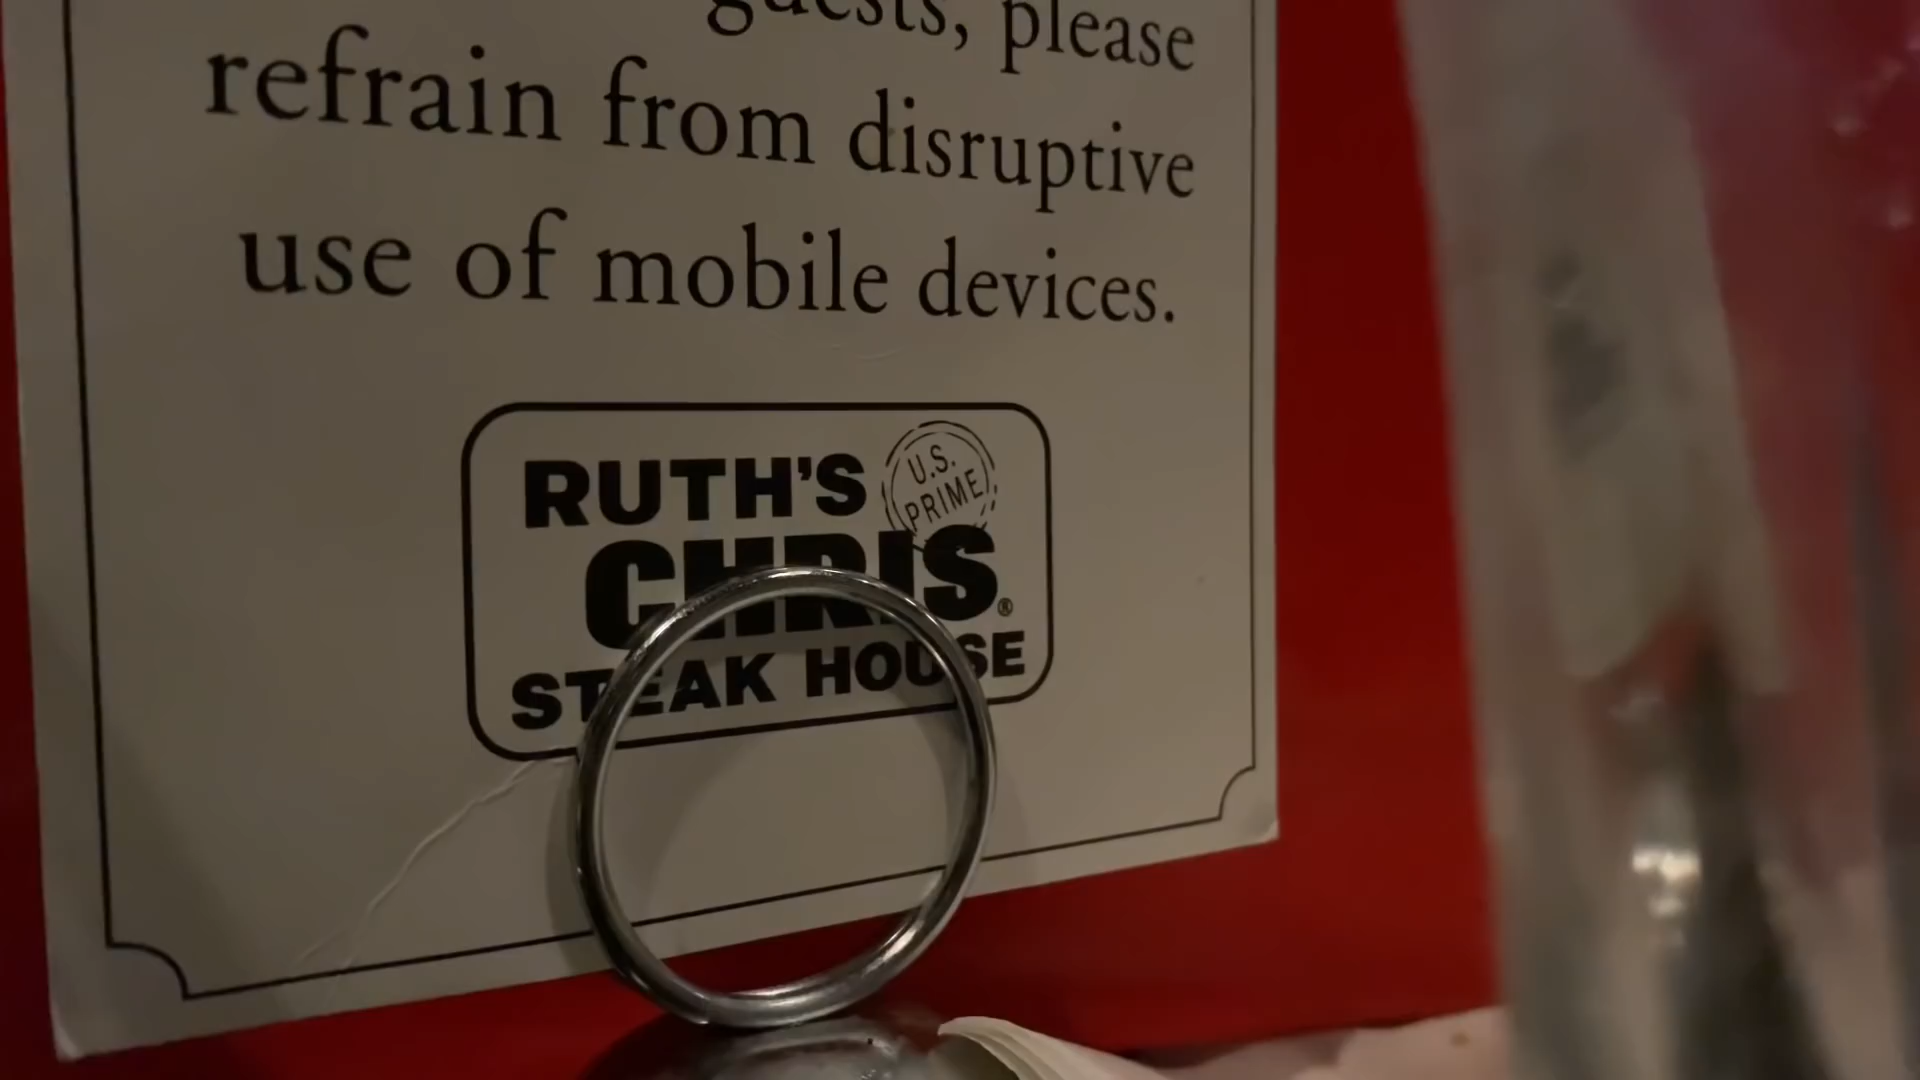 guests, please
refrain from disruptive
use of mobile devices.
RUTH'S
U.S.
PRIME
CHRIS®
STEAK HOUSE